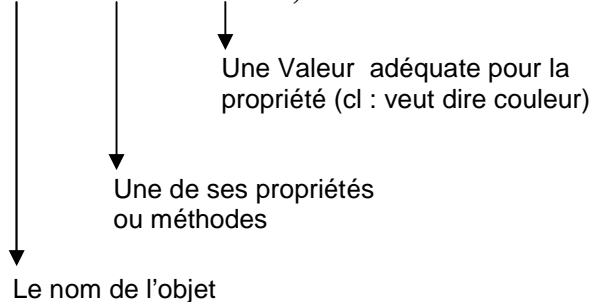 Une Valeur adéquate pour la
propriété (cl : veut dire couleur)
Une de ses propriétés
ou méthodes
Le nom de l’objet